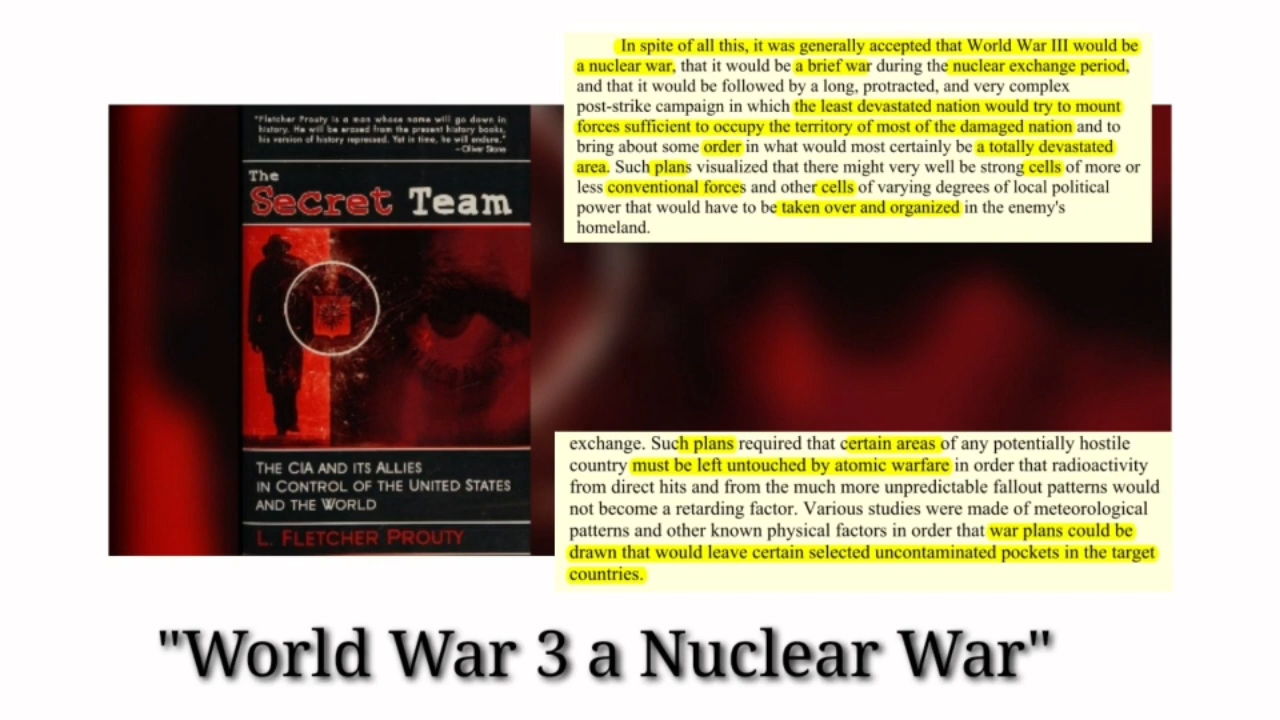 "Fletcher Prouty is a man whose name will go down in
history. He will be erased from the present history books,
his version of history repressed. Yet in time, he will endure."
~Oliver Stone
The
Secret Team
THE CIA AND ITS ALLIES
IN CONTROL OF THE UNITED STATES
AND THE WORLD
L. FLETCHER PROUTY
In spite of all this, it was generally accepted that World War III would be
a nuclear war, that it would be a brief war during the nuclear exchange period,
and that it would be followed by a long, protracted, and very complex
post-strike campaign in which the least devastated nation would try to mount
forces sufficient to occupy the territory of most of the damaged nation and to
bring about some order in what would most certainly be a totally devastated
area. Such plans visualized that there might very well be strong cells of more or
less conventional forces and other cells of varying degrees of local political
power that would have to be taken over and organized in the enemy's
homeland.
exchange. Such plans required that certain areas of any potentially hostile
country must be left untouched by atomic warfare in order that radioactivity
from direct hits and from the much more unpredictable fallout patterns would
not become a retarding factor. Various studies were made of meteorological
patterns and other known physical factors in order that war plans could be
drawn that would leave certain selected uncontaminated pockets in the target
countries.
"World War 3 a Nuclear War"